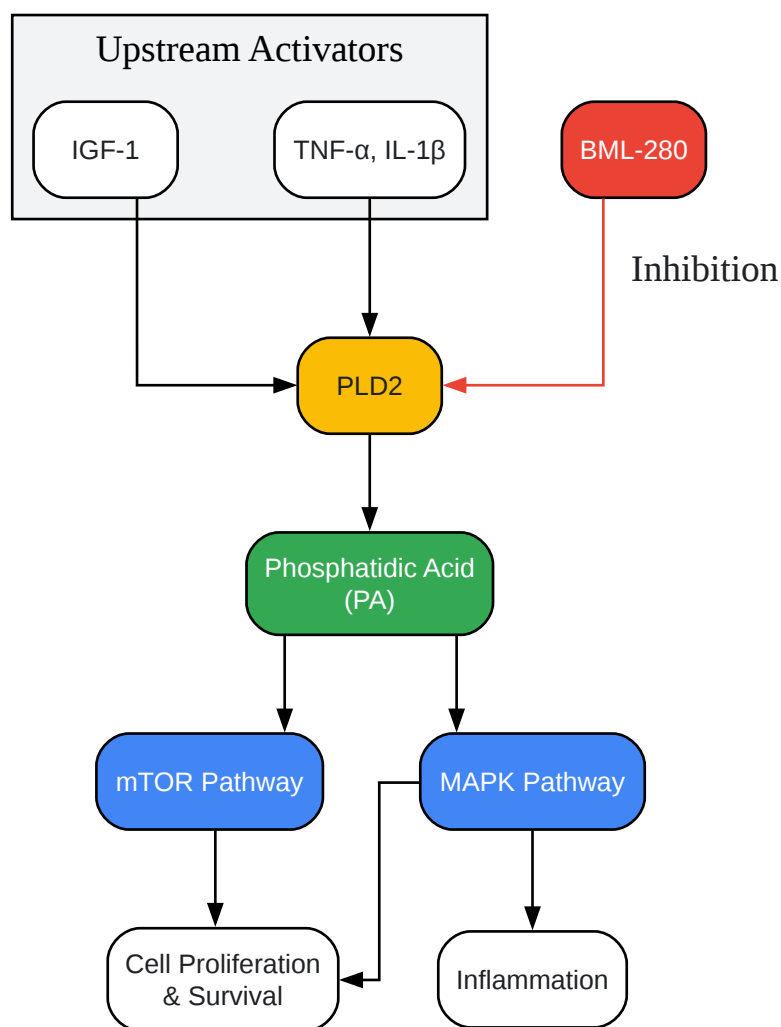 Upstream Activators
IGF-1
TNF-α, IL-1β
BML-280
Inhibition
PLD2
Phosphatidic Acid
(PA)
mTOR Pathway
MAPK Pathway
Cell Proliferation
& Survival
Inflammation